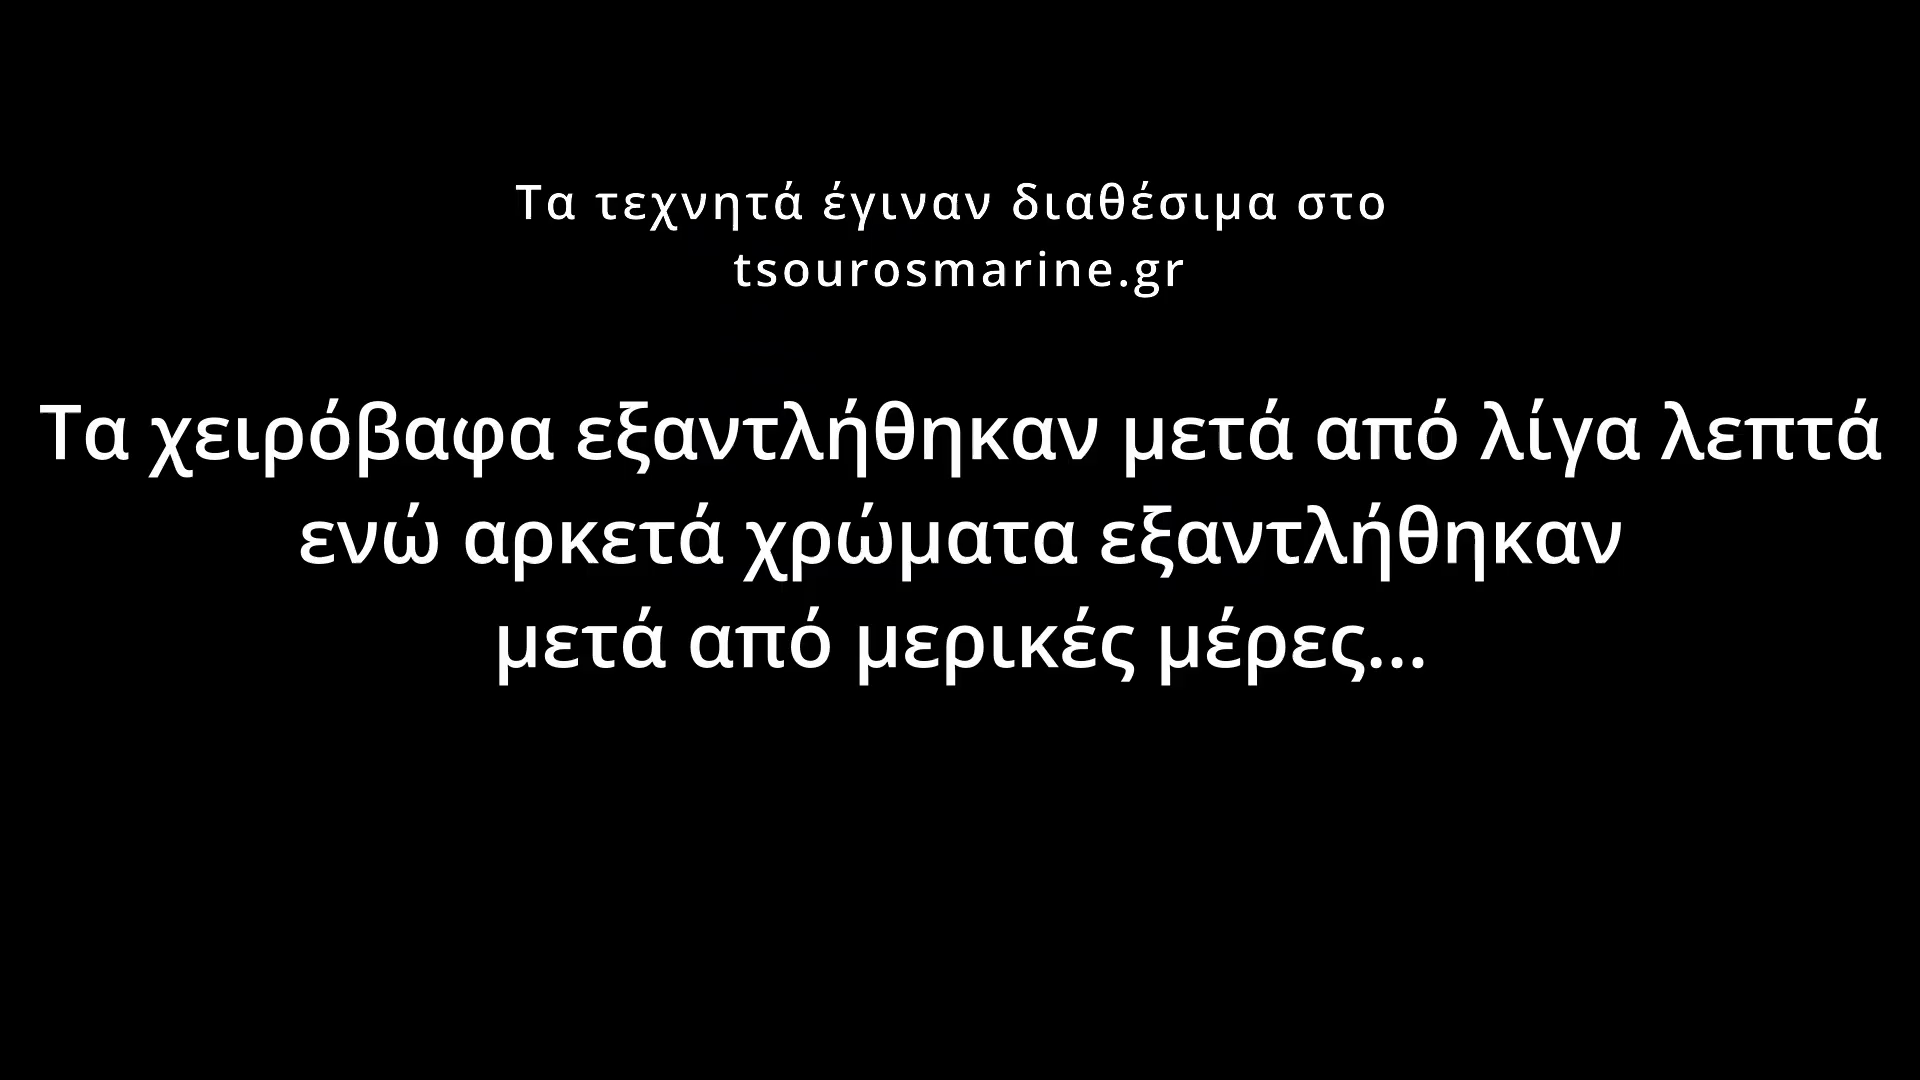 Τα τεχνητά έγιναν διαθέσιμα στο
tsourosmarine.gr
Τα χειρόβαφα εξαντλήθηκαν μετά από λίγα λεπτά
ενώ αρκετά χρώματα εξαντλήθηκαν
μετά από μερικές μέρες...